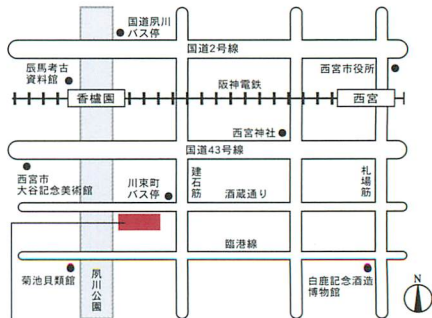 国道夙川
バス停
国道2号線
辰馬考古
資料館
阪神電鉄
西宮市役所
香櫨園
西宮
西宮神社
国道43号線
西宮市
大谷記念美術館
川東町
バス停
建石筋
酒蔵通り
札場筋
臨港線
菊池貝類館
夙川公園
白鹿記念酒造
博物館
N